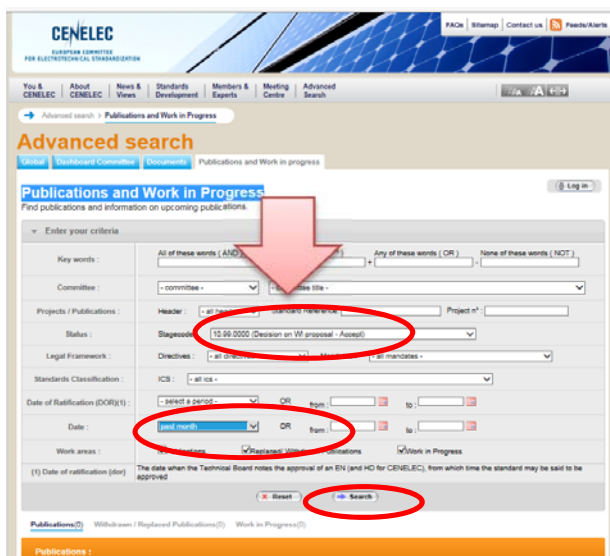 FAQs | Sitemap | Contact us | Feeds/Alerts
CENELEC
EUROPEAN COMMITTEE
FOR ELECTROTECHNICAL STANDARDIZATION
You & CENELEC | About CENELEC | News & Views | Standards Development | Members & Experts | Meeting Centre | Advanced Search
Advanced search > Publications and Work in Progress
Advanced search
Global Dashboard Committee Documents Publications and Work in progress
Publications and Work in Progress
Log in
Find publications and information on upcoming publications.
Enter your criteria
All of these words ( AND ) Any of these words ( OR ) None of these words ( NOT )
Key words : + -
Committee : - committee - - committee title -
Projects / Publications : Header : Standard Reference: Project n° :
Status : Stagecode 10.99.0000 (Decision on WI proposal - Accept)
Legal Framework : Directives : - all mandates -
Standards Classification : ICS : - all ics -
Date of Ratification (DOR)(1) : - select a period - OR from : to :
Date : past month OR from : to :
Work areas : Work in Progress
(1) Date of ratification (dor) The date when the Technical Board notes the approval of an EN (and HD for CENELEC), from which time the standard may be said to be
approved
Reset Search
Publications(0) Withdrawn / Replaced Publications(0) Work in Progress(0)
Publications :